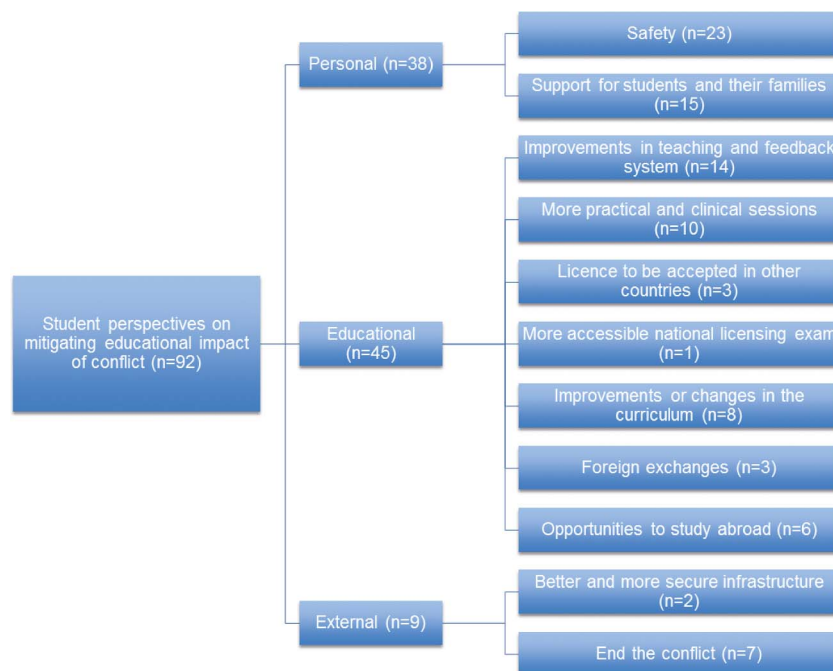 Student perspectives on
mitigating educational impact
of conflict (n=92)
Personal (n=38)
Safety (n=23)
Support for students and their families
(n=15)
Educational
(n=45)
Improvements in teaching and feedback
system (n=14)
More practical and clinical sessions
(n=10)
Licence to be accepted in other
countries (n=3)
More accessible national licensing exam
(n=1)
Improvements or changes in the
curriculum (n=8)
Foreign exchanges (n=3)
Opportunities to study abroad (n=6)
External (n=9)
Better and more secure infrastructure
(n=2)
End the conflict (n=7)